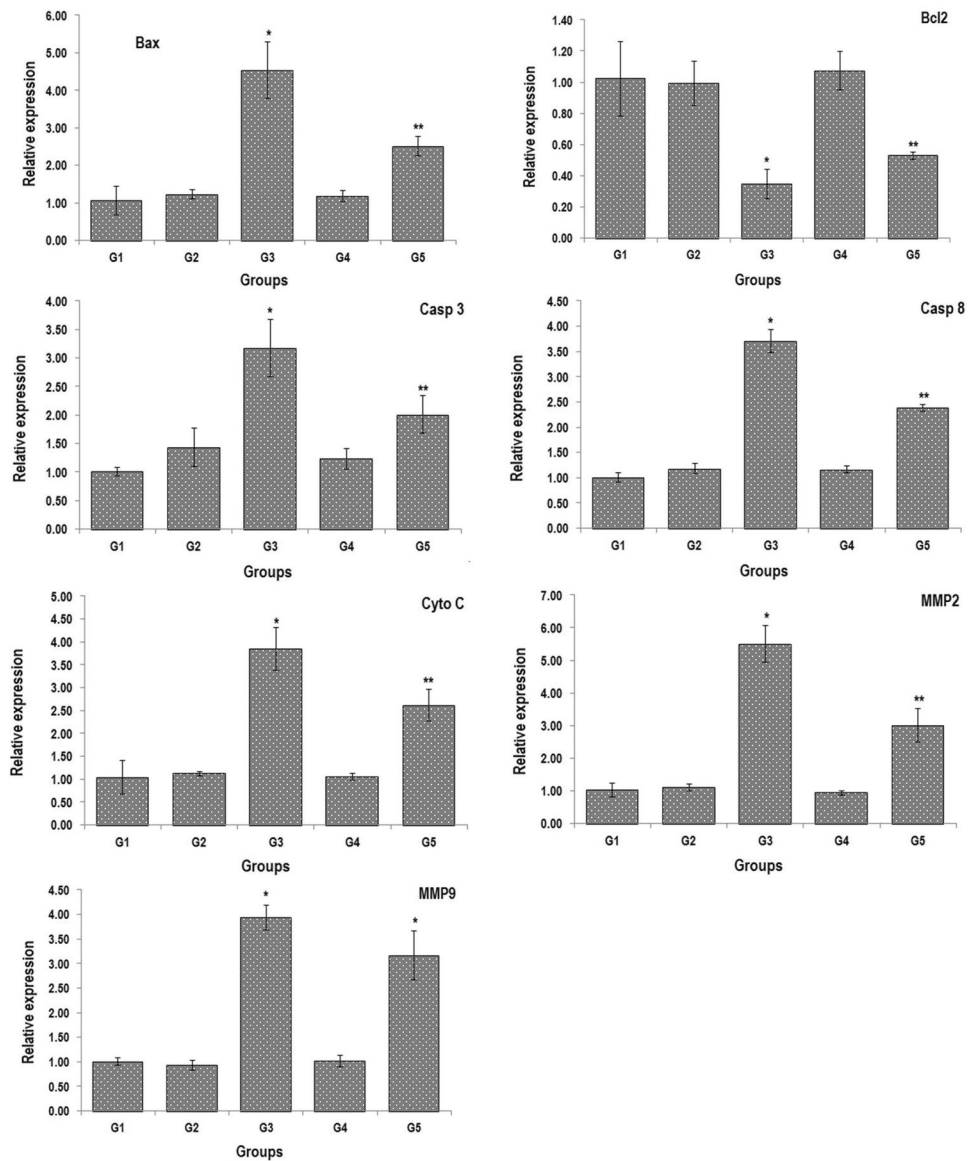 Bax
Relative expression
6.00
5.00
4.00
3.00
2.00
1.00
0.00
*
**
G1 G2 G3 G4 G5
Groups
Bcl2
Relative expression
1.40
1.20
1.00
0.80
0.60
0.40
0.20
0.00
*
**
G1 G2 G3 G4 G5
Groups
Casp 3
Relative expression
4.00
3.50
3.00
2.50
2.00
1.50
1.00
0.50
0.00
*
**
G1 G2 G3 G4 G5
Groups
Casp 8
Relative expression
4.50
4.00
3.50
3.00
2.50
2.00
1.50
1.00
0.50
0.00
*
**
G1 G2 G3 G4 G5
Groups
Cyto C
Relative expression
5.00
4.50
4.00
3.50
3.00
2.50
2.00
1.50
1.00
0.50
0.00
*
**
G1 G2 G3 G4 G5
Groups
MMP2
Relative expression
7.00
6.00
5.00
4.00
3.00
2.00
1.00
0.00
*
**
G1 G2 G3 G4 G5
Groups
MMP9
Relative expression
4.50
4.00
3.50
3.00
2.50
2.00
1.50
1.00
0.50
0.00
*
*
G1 G2 G3 G4 G5
Groups